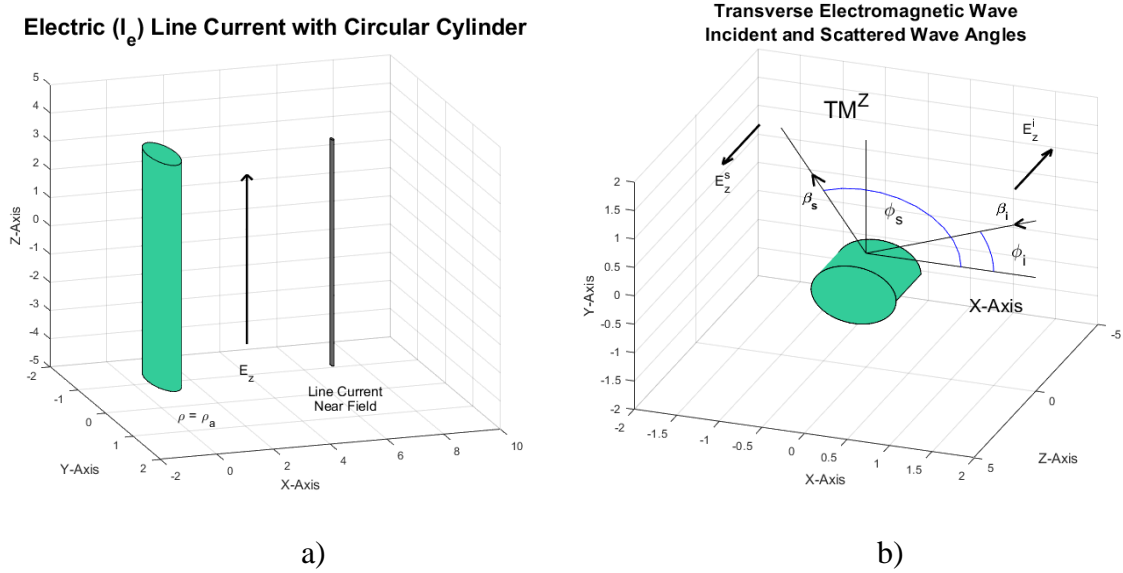 Electric (Ie) Line Current with Circular Cylinder
5
4
3
2
1
0
-1
-2
-3
-4
-5
Z-Axis
-2
-1
0
1
2
Y-Axis
-2
0
2
4
6
8
10
X-Axis
Ez
Line Current
Near Field
ρ = ρa
a)
Transverse Electromagnetic Wave
Incident and Scattered Wave Angles
TM^Z
E_z^i
E_z^s
βs
ϕs
βi
ϕi
X-Axis
2
1.5
1
0.5
0
-0.5
-1
-1.5
-2
Y-Axis
-2
-1.5
-1
-0.5
0
0.5
1
1.5
2
X-Axis
5
0
-5
Z-Axis
b)